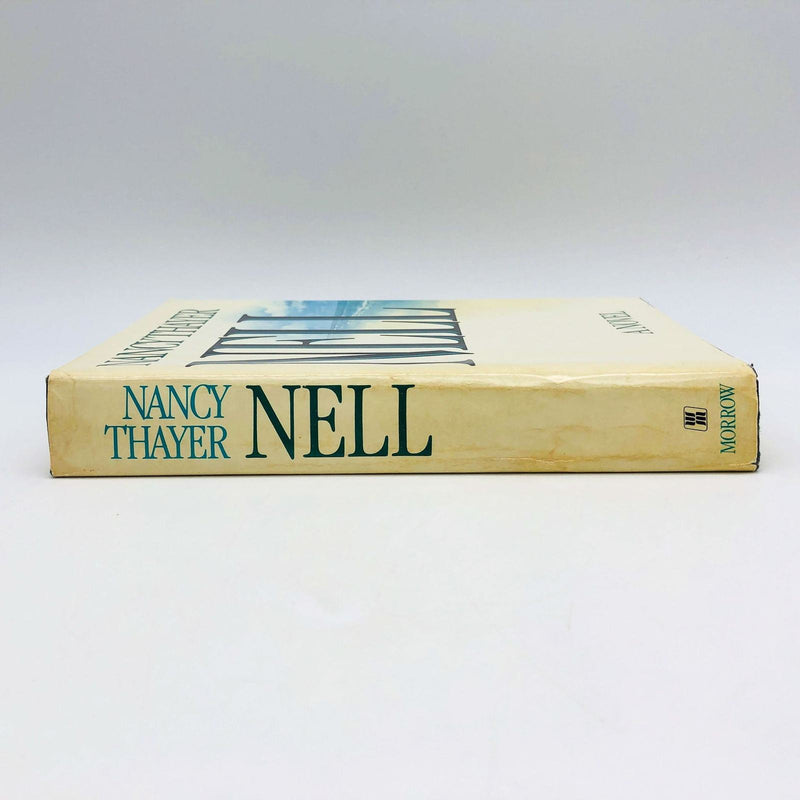 NANCY THAYER
NELL
A NOVEL
NANCY
THAYER
NELL
MORROW